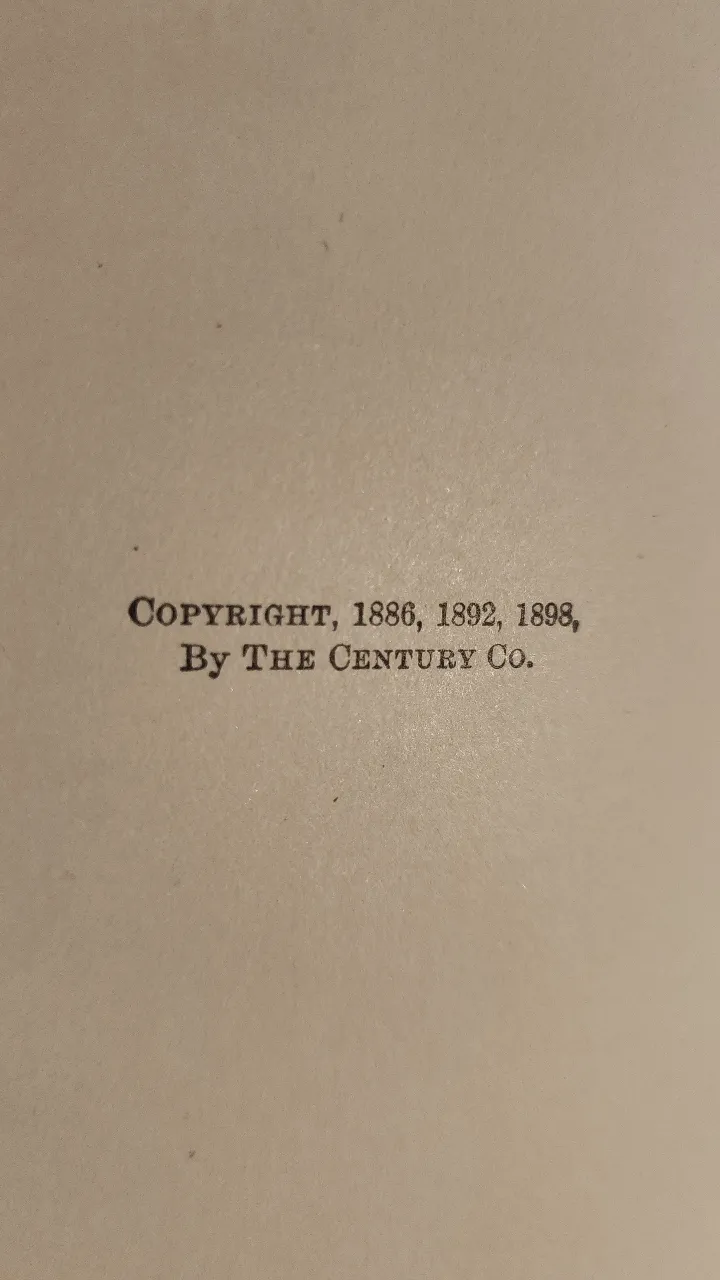 Copyright, 1886, 1892, 1898,
By The Century Co.